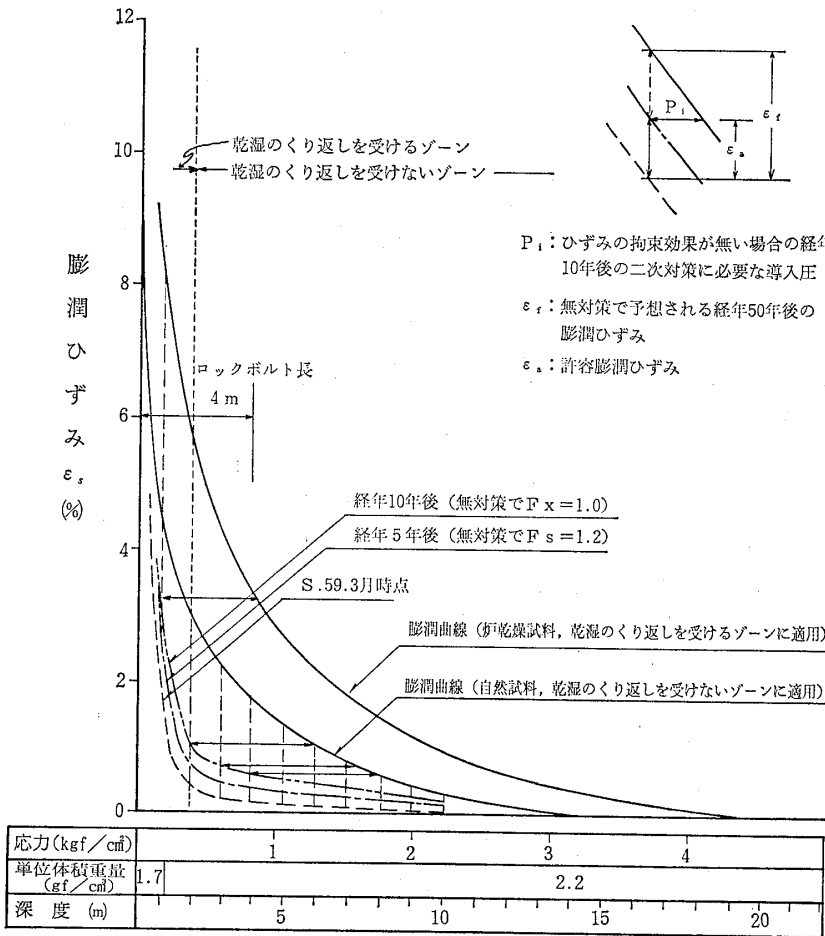 12
10
8
6
4
2
0
膨潤ひずみ εs (%)
乾湿のくり返しを受けるゾーン
乾湿のくり返しを受けないゾーン
Pi
εf
εa
Pi：ひずみの拘束効果が無い場合の経年
10年後の二次対策に必要な導入圧
εf：無対策で予想される経年50年後の
膨潤ひずみ
εa：許容膨潤ひずみ
ロックボルト長
4 m
経年10年後（無対策でFx＝1.0）
経年5年後（無対策でFs＝1.2）
S.59.3月時点
膨潤曲線（炉乾燥試料，乾湿のくり返しを受けるゾーンに適用）
膨潤曲線（自然試料，乾湿のくり返しを受けないゾーンに適用）
応力(kgf／cm²) 1 2 3 4
単位体積重量 (gf／cm³) 1.7 2.2
深度 (m) 5 10 15 20